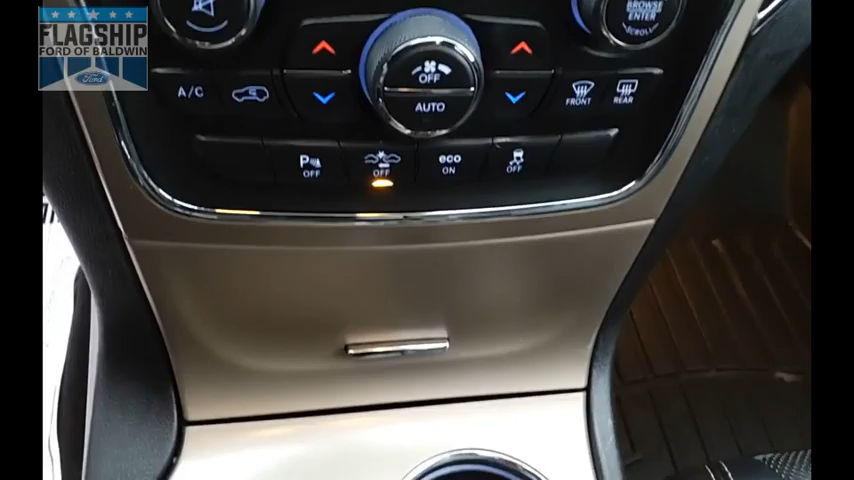 FLAGSHIP
FORD OF BALDWIN
Ford
BROWSE
ENTER
SCROLL
OFF
AUTO
A/C
FRONT
REAR
P
OFF
OFF
eco
ON
OFF